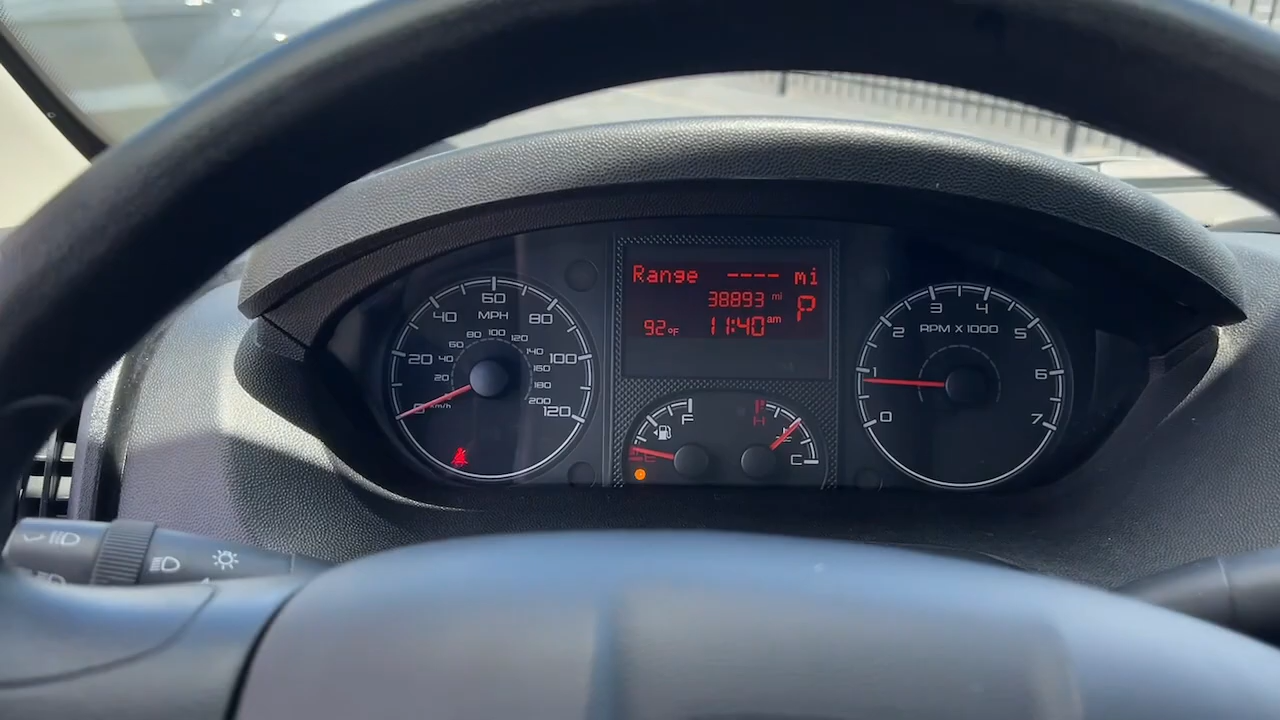 Range ---- mi
38893 mi
P
92°F 11:40 am
MPH
0 20 40 60 80 100 120
20 40 60 80 100 120 140 160 180 200
km/h
RPM X 1000
0 1 2 3 4 5 6 7
F
E
H
C